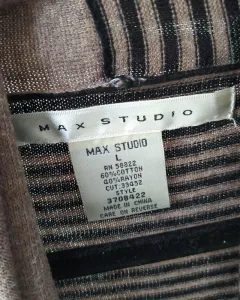 MAX STUDIO
MAX STUDIO
L
RN 58822
60%COTTON
40%RAYON
CUT 39452
STYLE
3708422
MADE IN CHINA
CARE ON REVERSE